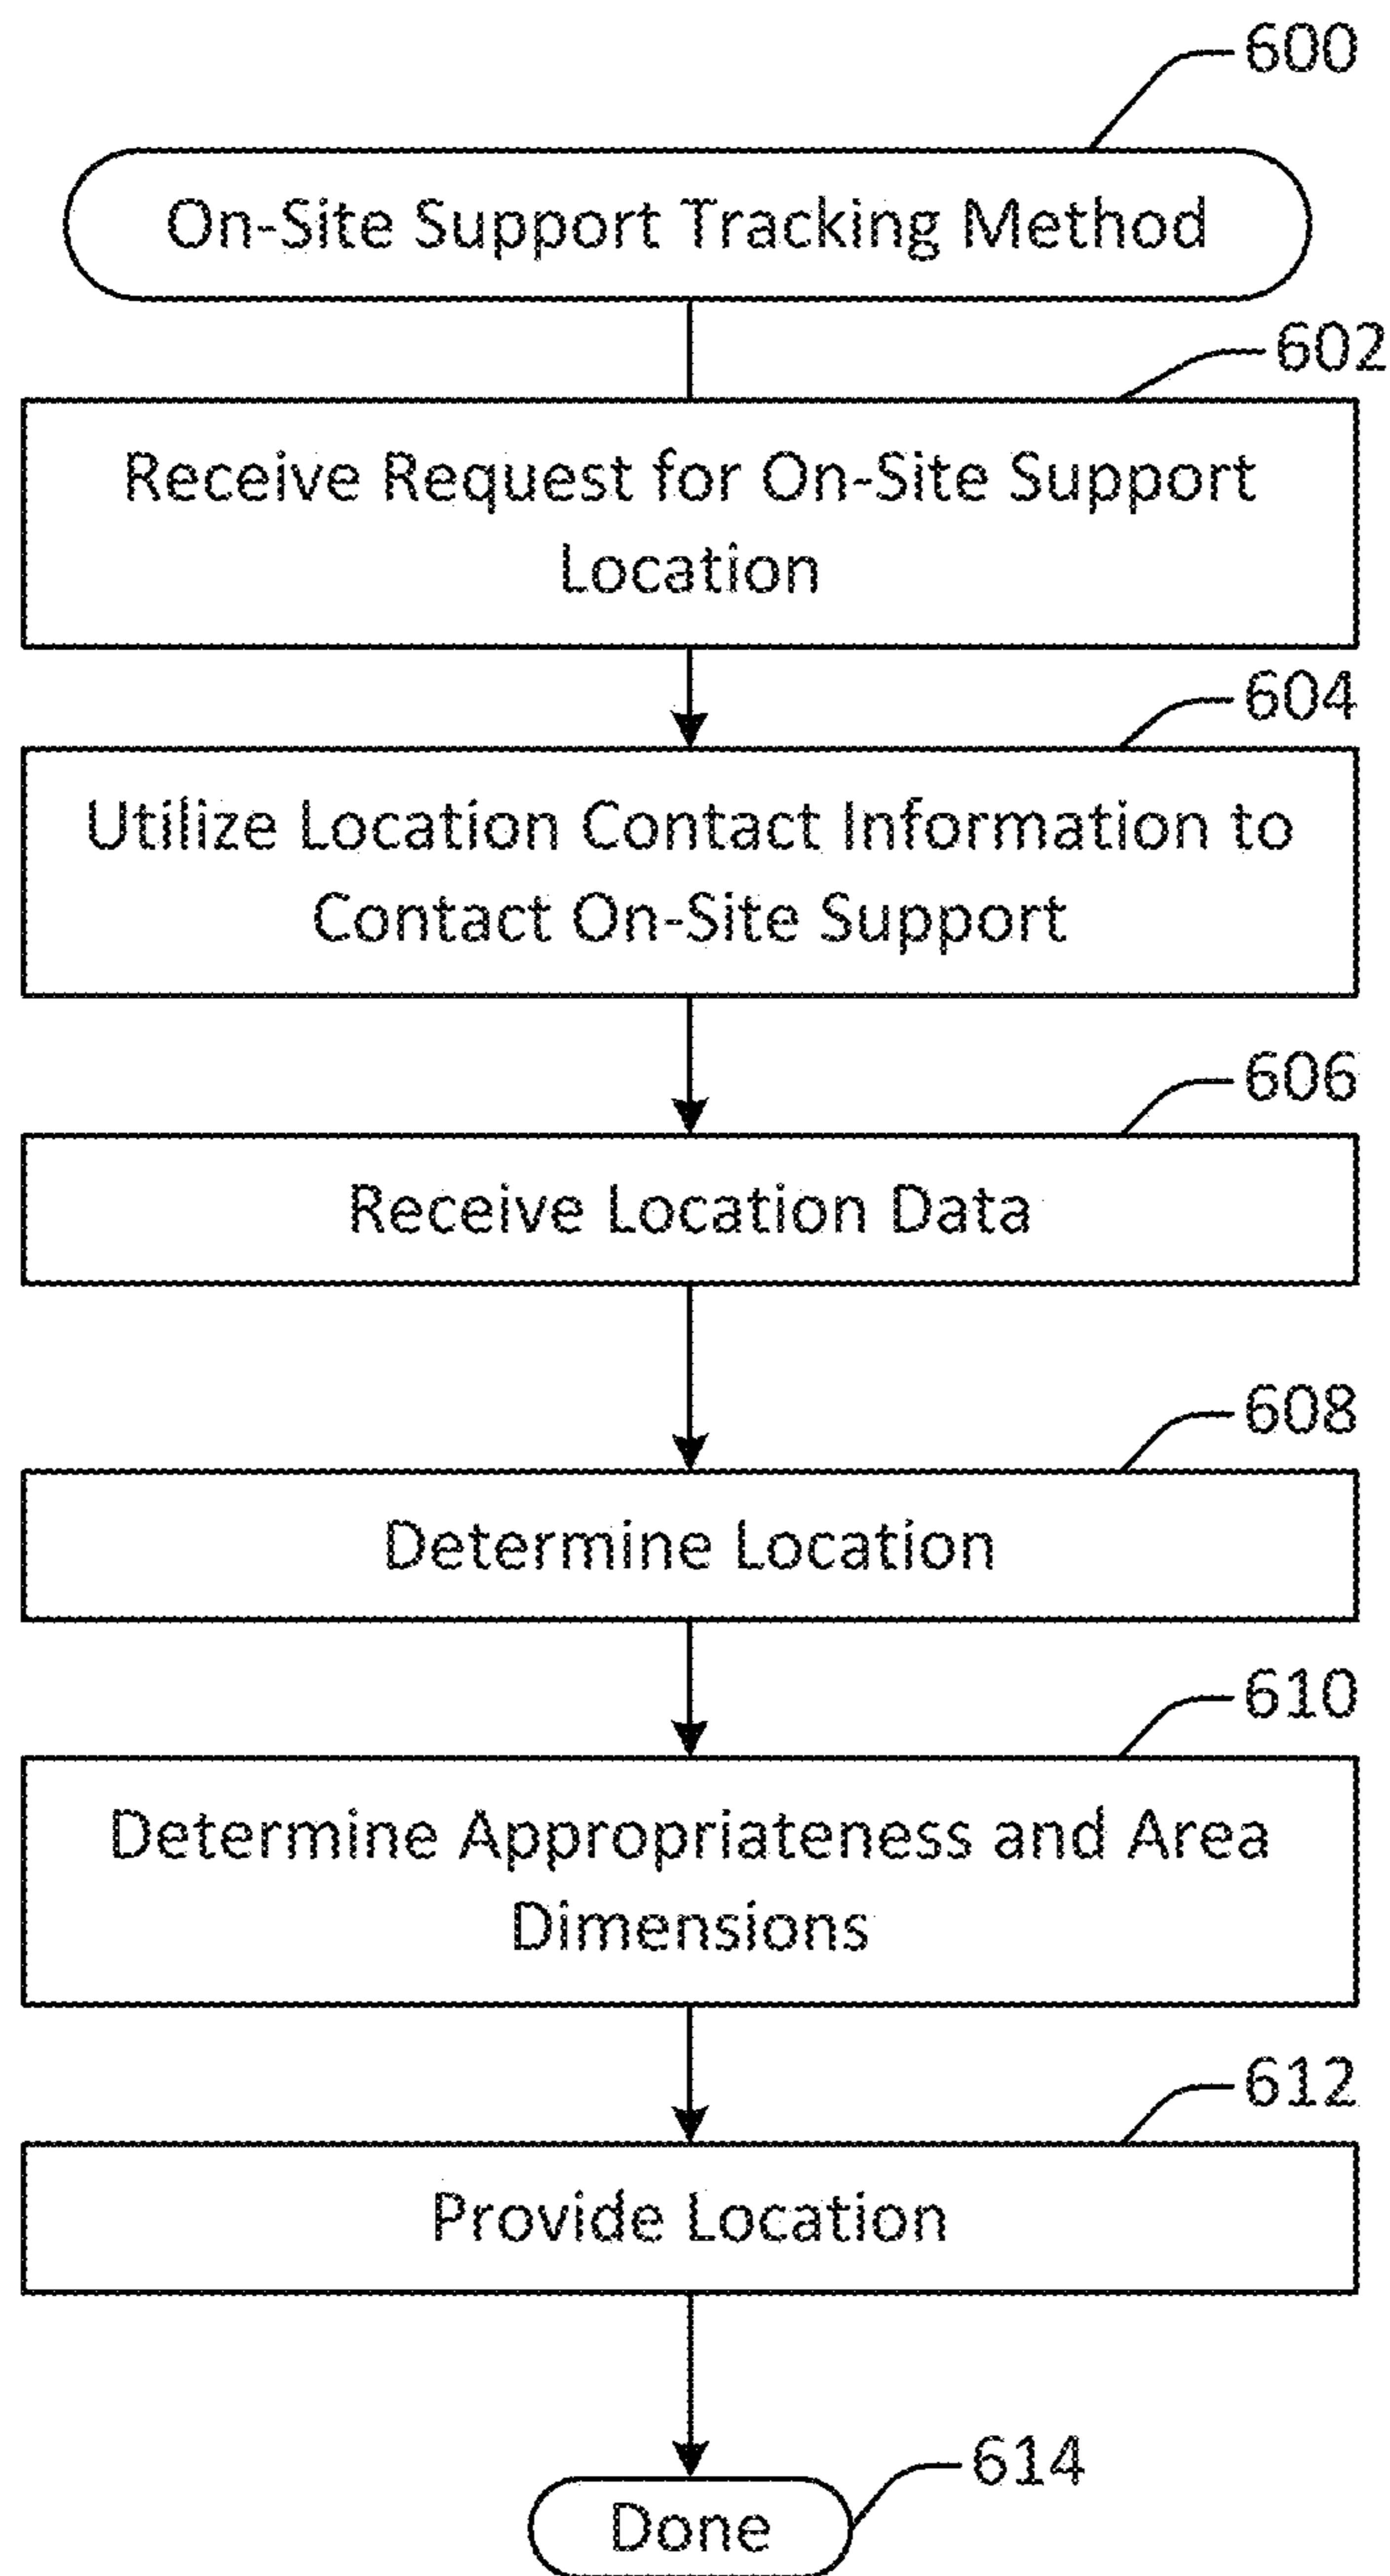 600
On-Site Support Tracking Method
602
Receive Request for On-Site Support
Location
604
Utilize Location Contact Information to
Contact On-Site Support
606
Receive Location Data
608
Determine Location
610
Determine Appropriateness and Area
Dimensions
612
Provide Location
614
Done